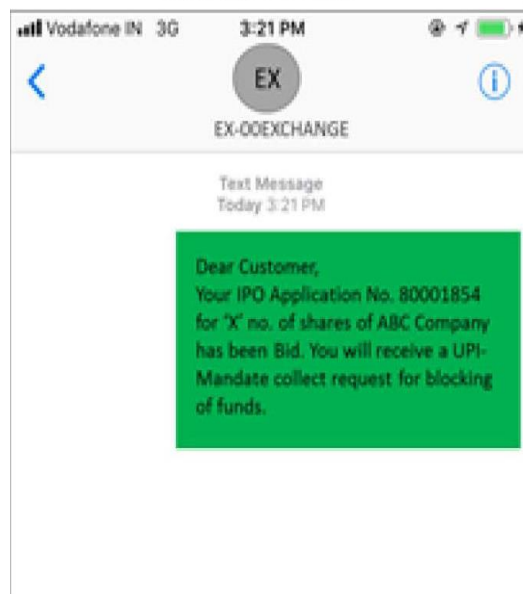 Vodafone IN 3G 3:21 PM
EX
EX-00EXCHANGE
Text Message
Today 3:21 PM
Dear Customer,
Your IPO Application No. 80001854
for 'X' no. of shares of ABC Company
has been Bid. You will receive a UPI-
Mandate collect request for blocking
of funds.